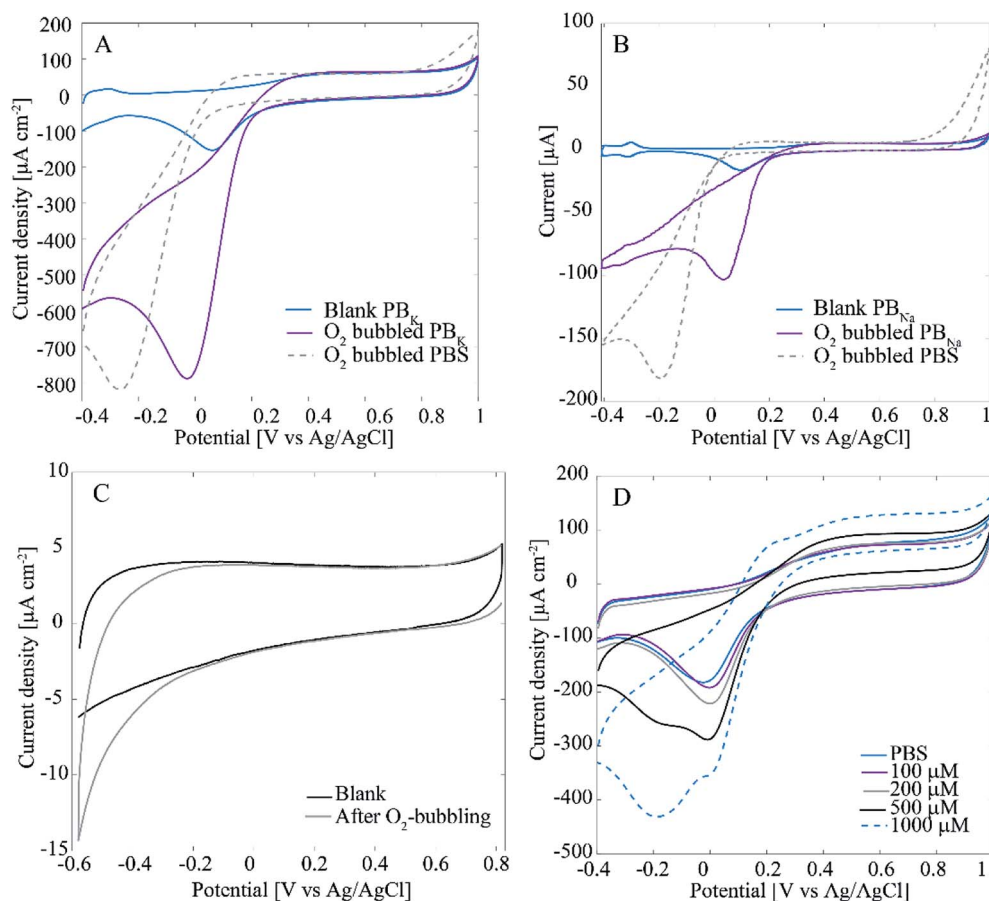 A
200
100
0
-100
-200
-300
-400
-500
-600
-700
-800
Current density [μA cm⁻²]
Blank PB_K
O₂ bubbled PB_K
O₂ bubbled PBS
-0.4 -0.2 0 0.2 0.4 0.6 0.8 1
Potential [V vs Ag/AgCl]
B
100
50
0
-50
-100
-150
-200
Current [μA]
Blank PB_Na
O₂ bubbled PB_Na
O₂ bubbled PBS
-0.4 -0.2 0 0.2 0.4 0.6 0.8 1
Potential [V vs Ag/AgCl]
C
10
5
0
-5
-10
-15
Current density [μA cm⁻²]
Blank
After O₂-bubbling
-0.6 -0.4 -0.2 0 0.2 0.4 0.6 0.8
Potential [V vs Ag/AgCl]
D
200
100
0
-100
-200
-300
-400
-500
Current density [μA cm⁻²]
PBS
100 μM
200 μM
500 μM
1000 μM
-0.4 -0.2 0 0.2 0.4 0.6 0.8 1
Potential [V vs Ag/AgCl]